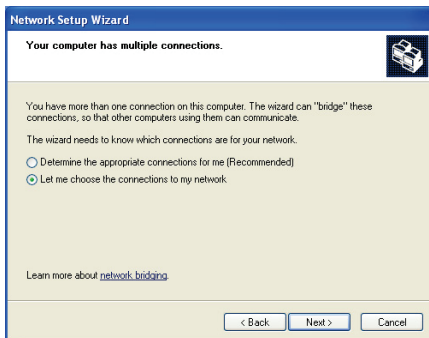 Network Setup Wizard
Your computer has multiple connections.
You have more than one connection on this computer. The wizard can "bridge" these
connections, so that other computers using them can communicate.
The wizard needs to know which connections are for your network.
Determine the appropriate connections for me (Recommended)
Let me choose the connections to my network
Learn more about network bridging.
< Back Next > Cancel